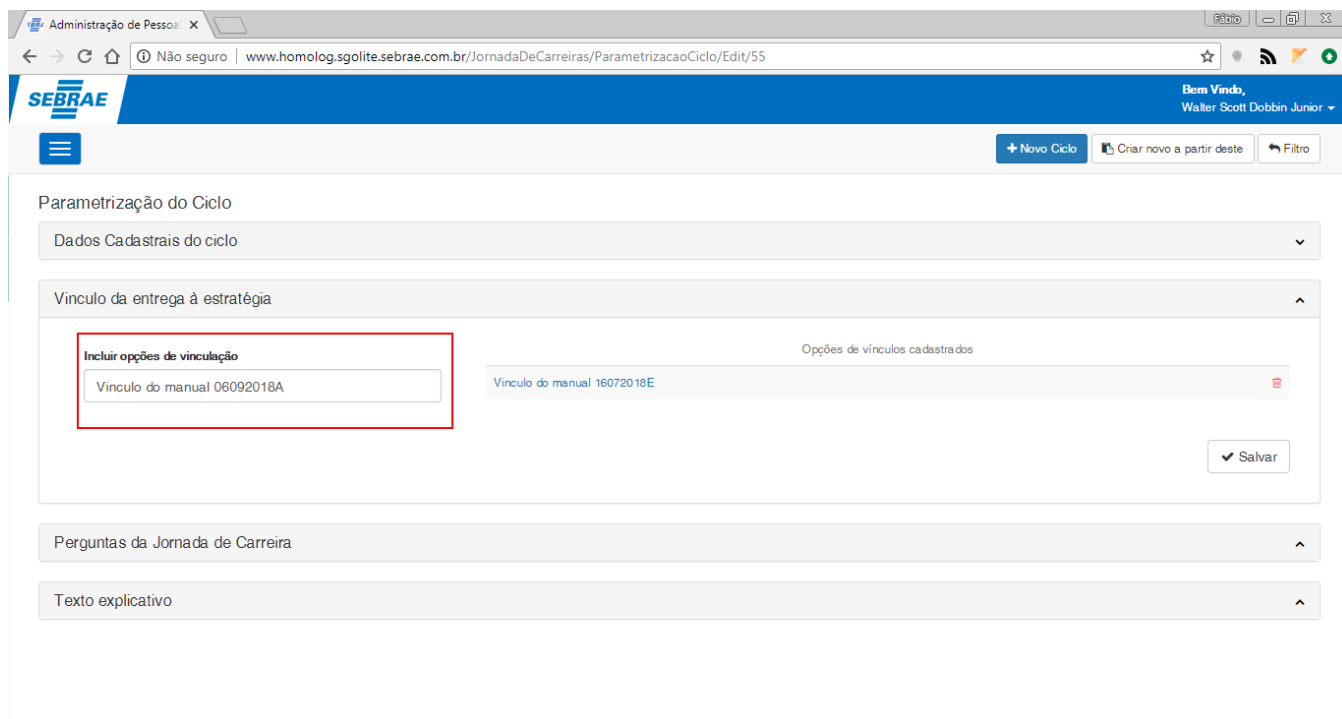 Administração de Pessoa
Fábio
Não seguro | www.homolog.sgolite.sebrae.com.br/JornadaDeCarreiras/ParametrizacaoCiclo/Edit/55
SEBRAE
Bem Vindo,
Walter Scott Dobbin Junior
Novo Ciclo
Criar novo a partir deste
Filtro
Parametrização do Ciclo
Dados Cadastrais do ciclo
Vinculo da entrega à estratégia
Incluir opções de vinculação
Vinculo do manual 06092018A
Opções de vínculos cadastrados
Vinculo do manual 16072018E
Salvar
Perguntas da Jornada de Carreira
Texto explicativo